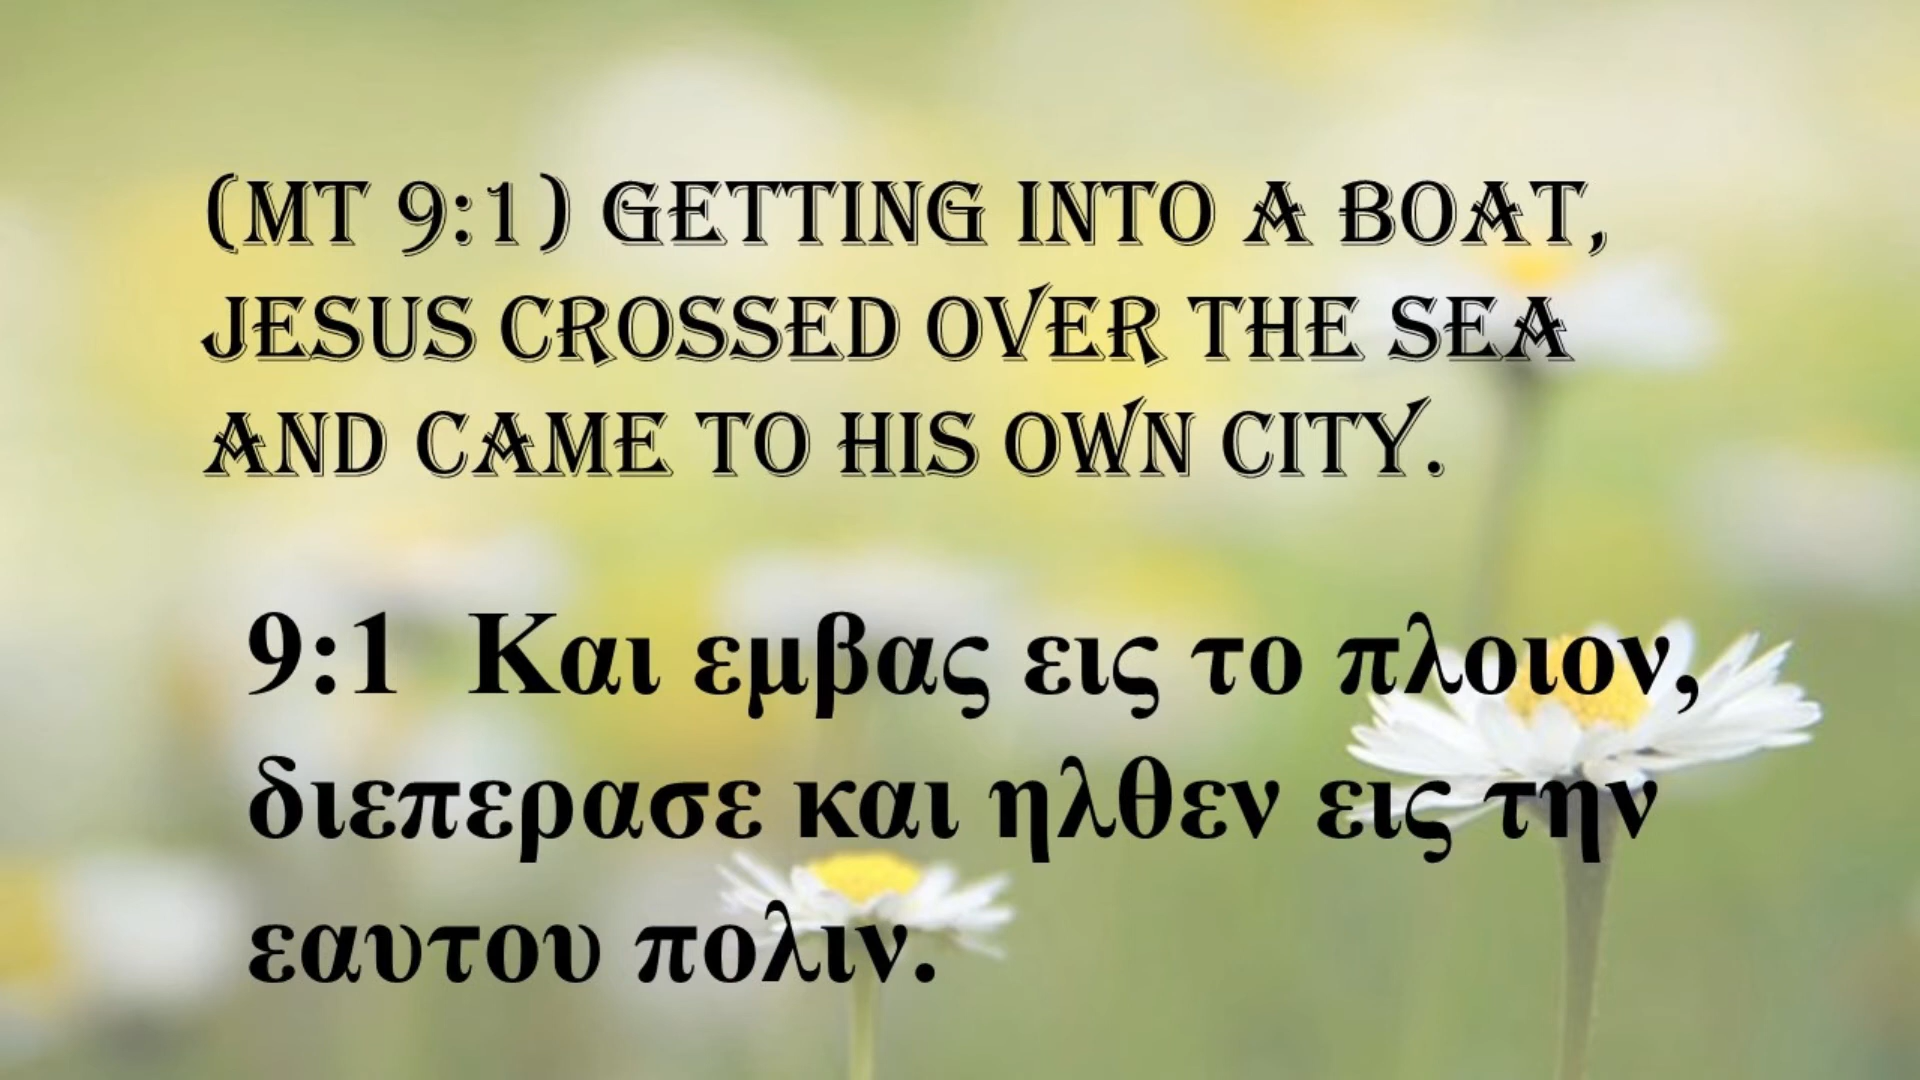 (MT 9:1) GETTING INTO A BOAT,
JESUS CROSSED OVER THE SEA
AND CAME TO HIS OWN CITY.
9:1 Και εμβας εις το πλοιον,
διεπερασε και ηλθεν εις την
εαυτου πολιν.